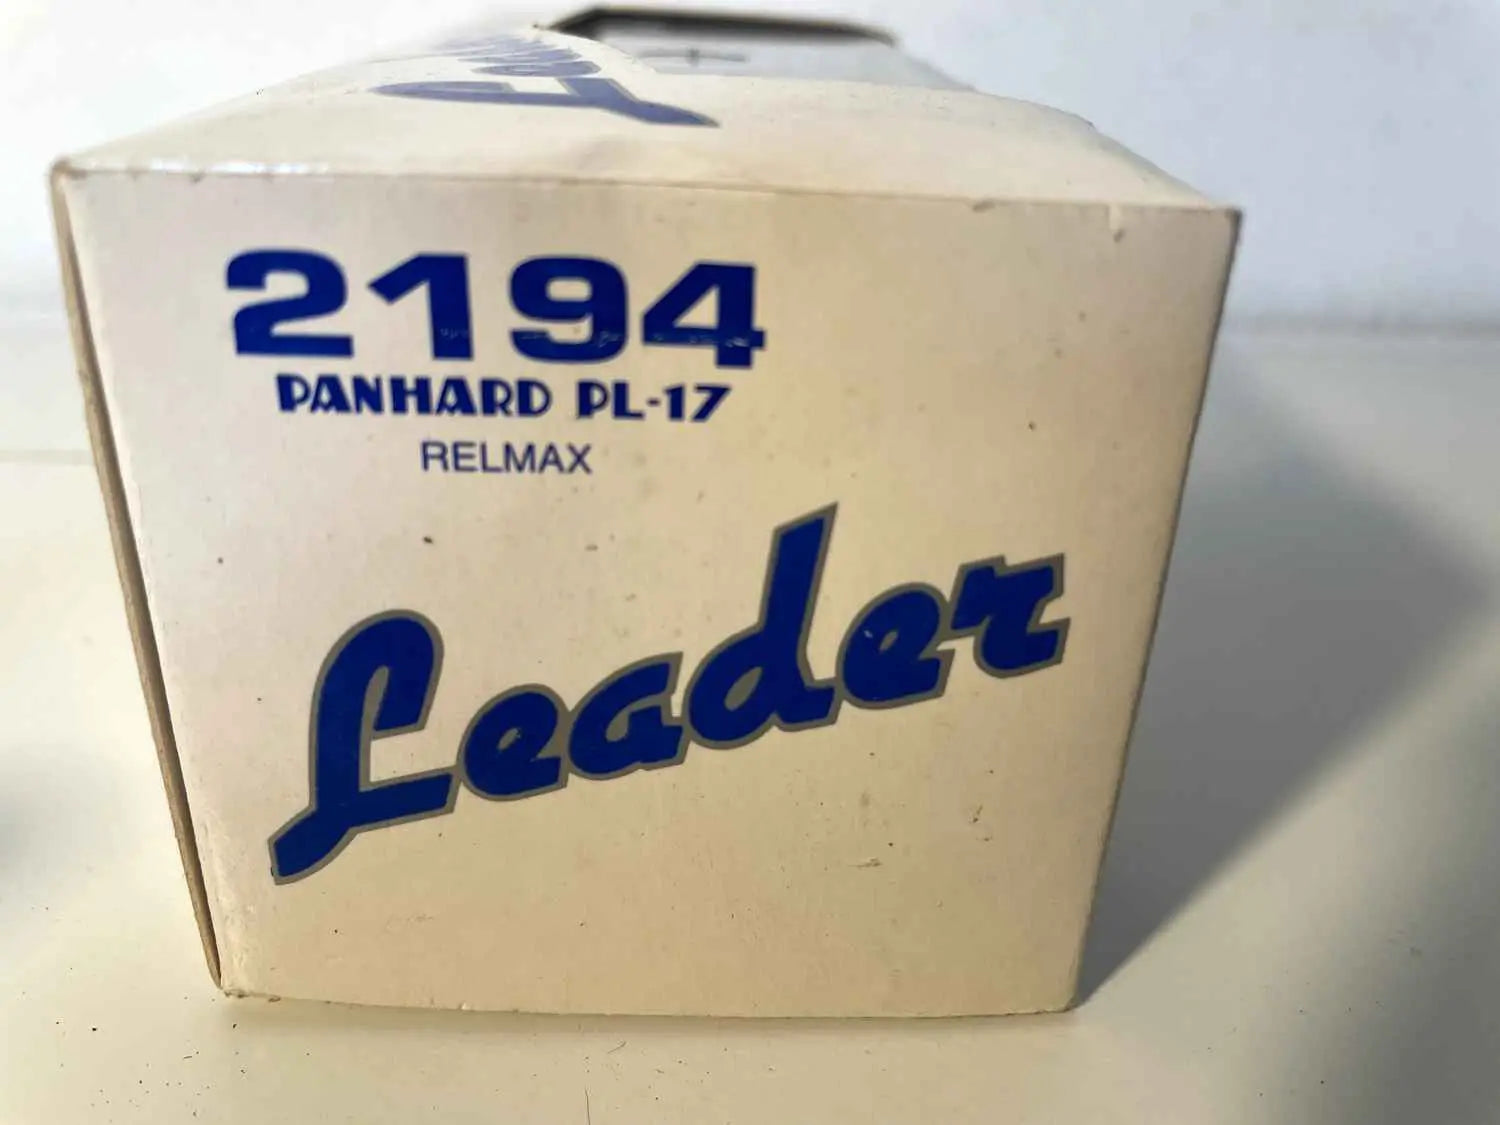 2194
PANHARD PL-17
RELMAX
Leader